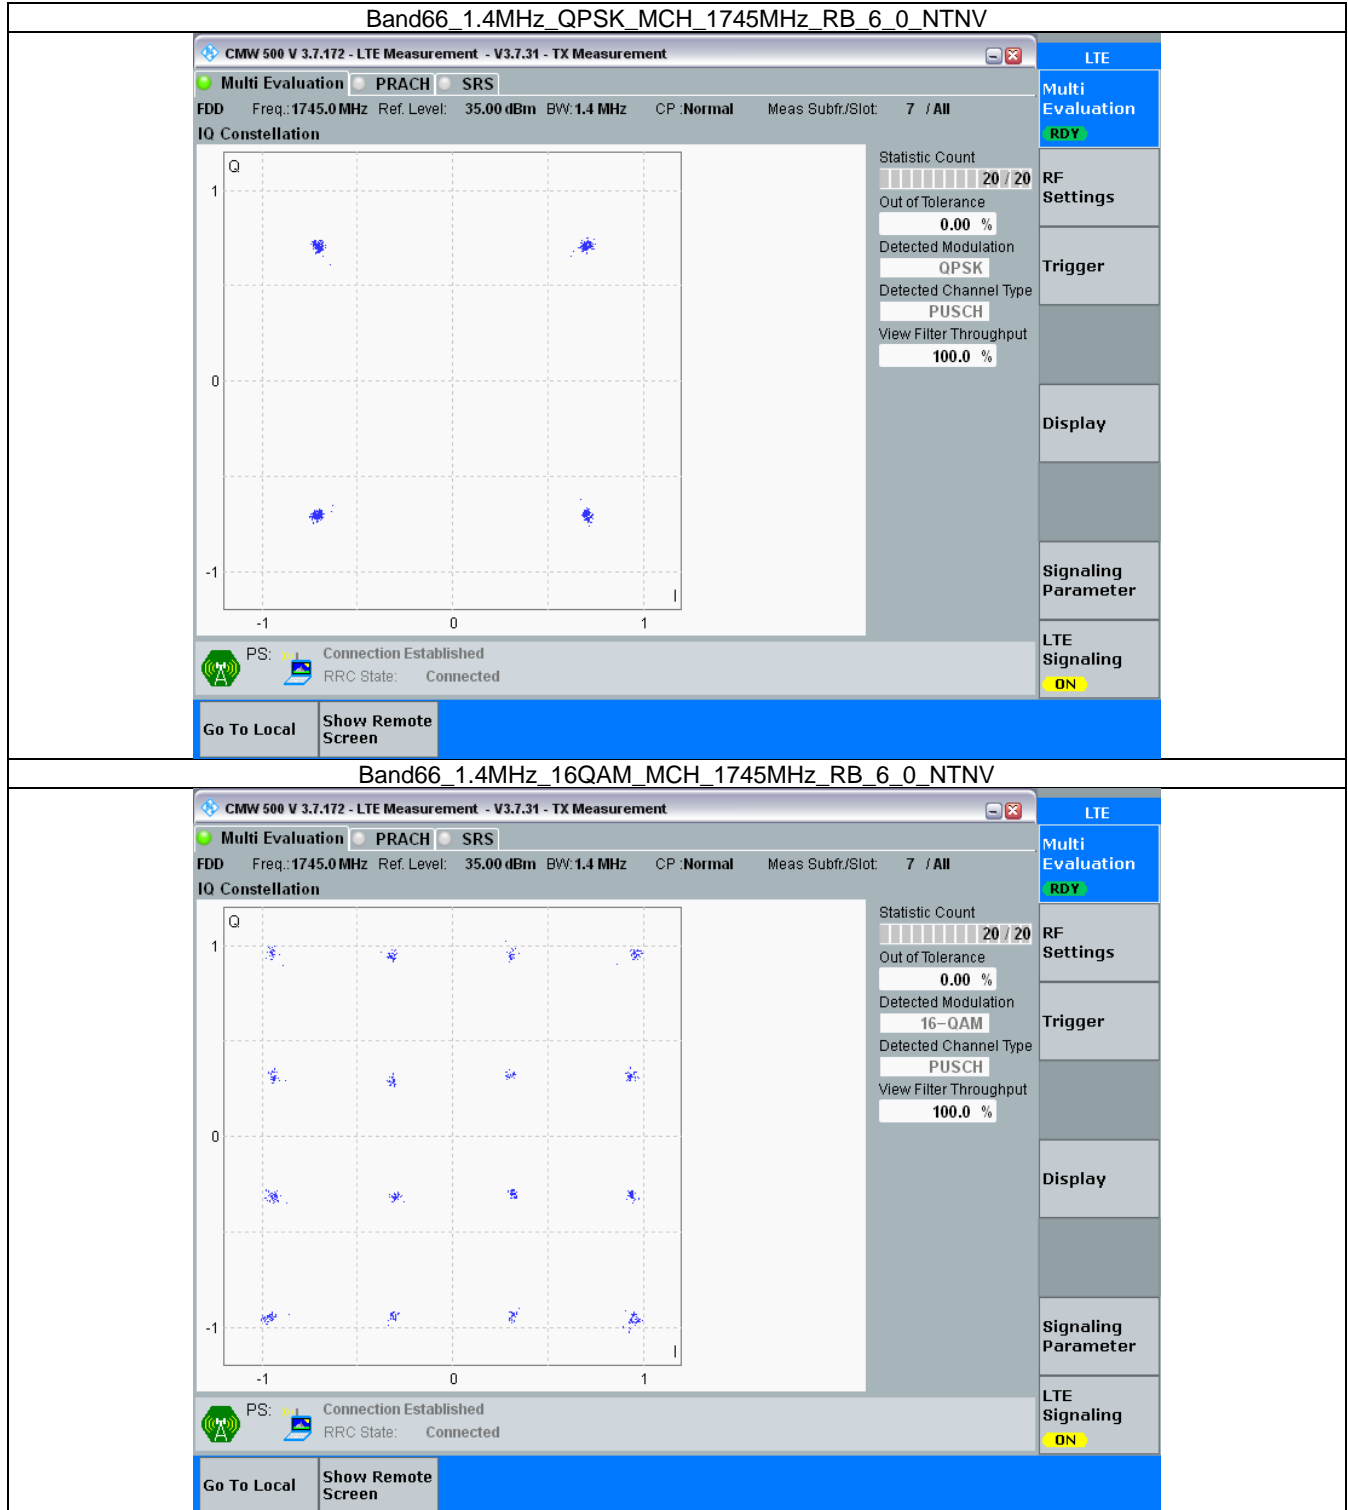 Band66_1.4MHz_QPSK_MCH_1745MHz_RB_6_0_NTNV
CMW 500 V 3.7.172 - LTE Measurement - V3.7.31 - TX Measurement
LTE
Multi Evaluation PRACH SRS
FDD Freq.:1745.0 MHz Ref. Level: 35.00 dBm BW:1.4 MHz CP :Normal Meas Subfr./Slot: 7 / All
IQ Constellation
Multi
Evaluation
RDY
Q
1
0
-1
-1 0 1
I
Statistic Count
20 / 20
Out of Tolerance
0.00 %
Detected Modulation
QPSK
Detected Channel Type
PUSCH
View Filter Throughput
100.0 %
RF
Settings
Trigger
Display
Signaling
Parameter
LTE
Signaling
ON
PS: Connection Established
RRC State: Connected
Go To Local
Show Remote
Screen
Band66_1.4MHz_16QAM_MCH_1745MHz_RB_6_0_NTNV
CMW 500 V 3.7.172 - LTE Measurement - V3.7.31 - TX Measurement
LTE
Multi Evaluation PRACH SRS
FDD Freq.:1745.0 MHz Ref. Level: 35.00 dBm BW:1.4 MHz CP :Normal Meas Subfr./Slot: 7 / All
IQ Constellation
Multi
Evaluation
RDY
Q
1
0
-1
-1 0 1
I
Statistic Count
20 / 20
Out of Tolerance
0.00 %
Detected Modulation
16-QAM
Detected Channel Type
PUSCH
View Filter Throughput
100.0 %
RF
Settings
Trigger
Display
Signaling
Parameter
LTE
Signaling
ON
PS: Connection Established
RRC State: Connected
Go To Local
Show Remote
Screen